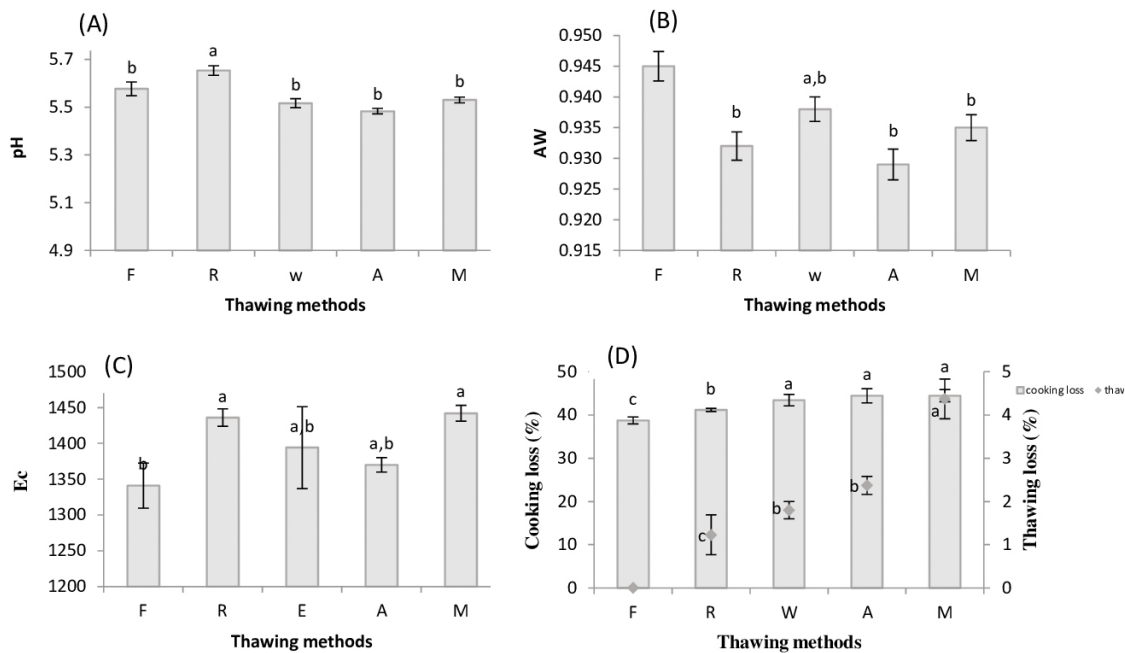 (A)
a
b
b
b
b
5.7
5.5
5.3
5.1
4.9
pH
F R w A M
Thawing methods
(B)
a
a,b
b
b
b
0.950
0.945
0.940
0.935
0.930
0.925
0.920
0.915
AW
F R w A M
Thawing methods
(C)
a
a
a,b
a,b
b
1500
1450
1400
1350
1300
1250
1200
Ec
F R E A M
Thawing methods
(D)
c b a a a
c b b a
50
40
30
20
10
0
Cooking loss (%)
5
4
3
2
1
0
Thawing loss (%)
cooking loss thaw
F R W A M
Thawing methods